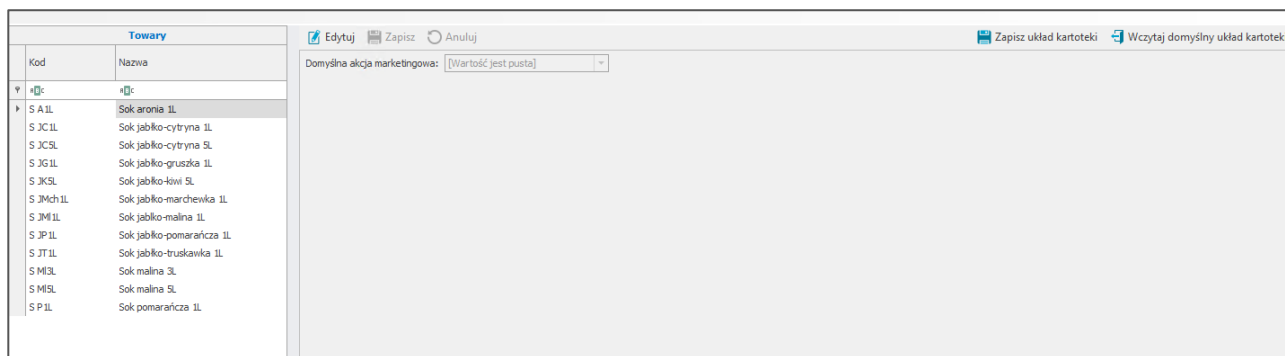 Towary
Edytuj Zapisz Anuluj Zapisz układ kartoteki Wczytaj domyślny układ kartotek
Kod Nazwa
Domyślna akcja marketingowa: [Wartość jest pusta]
S A1L Sok aronia 1L
S JC1L Sok jabłko-cytryna 1L
S JC5L Sok jabłko-cytryna 5L
S JG1L Sok jabłko-gruszka 1L
S JK5L Sok jabłko-kiwi 5L
S JMch1L Sok jabłko-marchewka 1L
S JMl1L Sok jablko-malina 1L
S JP1L Sok jabłko-pomarańcza 1L
S JT1L Sok jabłko-truskawka 1L
S Ml3L Sok malina 3L
S Ml5L Sok malina 5L
S P1L Sok pomarańcza 1L